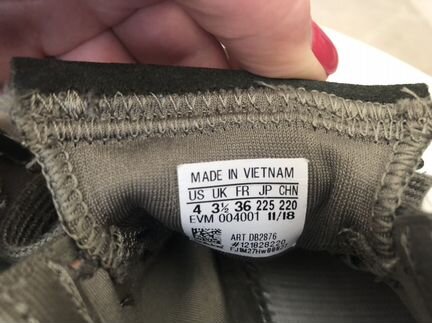 MADE IN VIETNAM
US UK FR JP CHN
4 3½ 36 225 220
EVM 004001 11/18
ART DB2876
#121828220